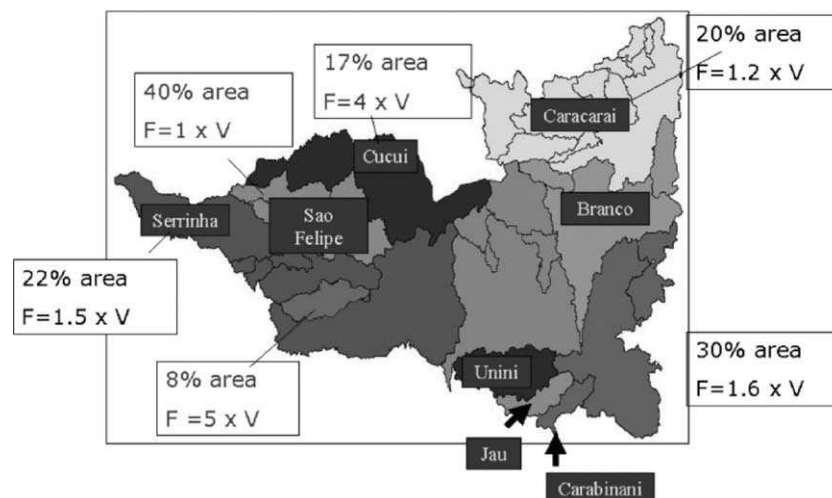 20% area
F=1.2 x V
17% area
F=4 x V
40% area
F=1 x V
Caracarai
Cucui
Serrinha
Sao
Felipe
Branco
22% area
F=1.5 x V
30% area
F=1.6 x V
8% area
F =5 x V
Unini
Jau
Carabinani